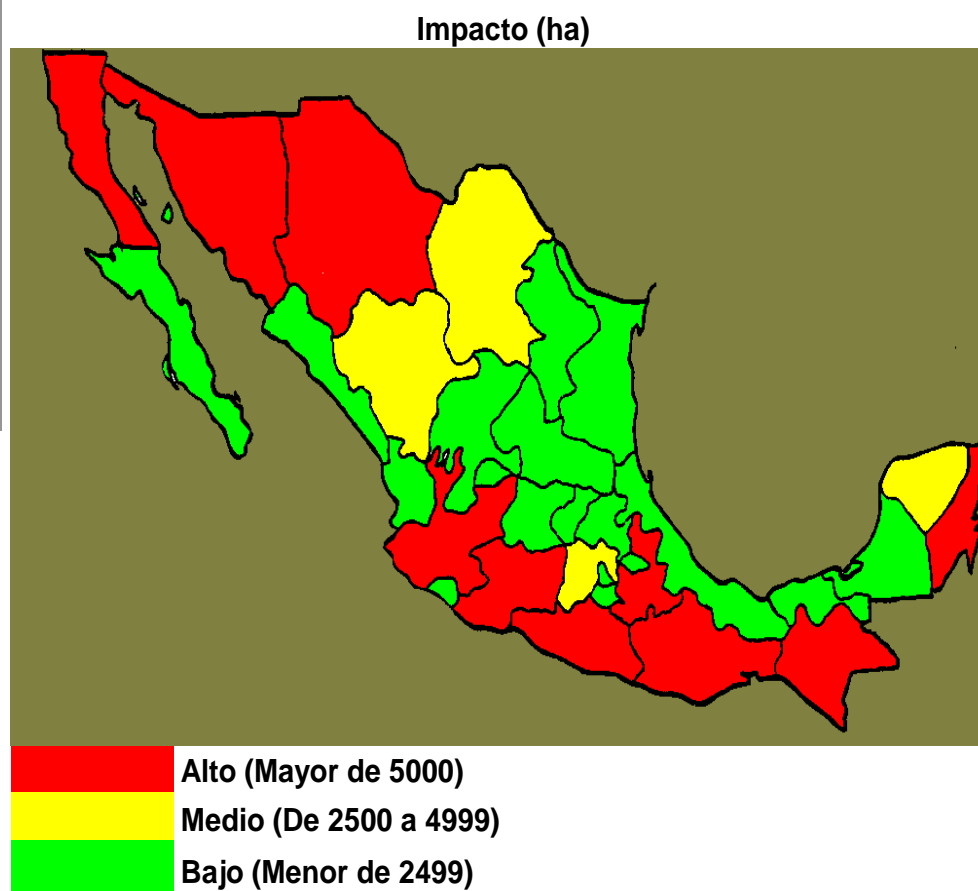 Impacto (ha)
Alto (Mayor de 5000)
Medio (De 2500 a 4999)
Bajo (Menor de 2499)